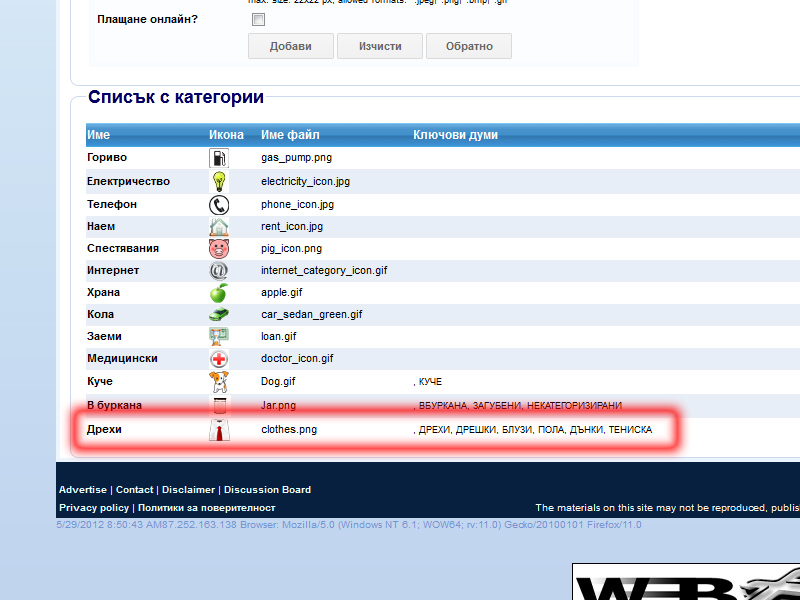 max. size: 22x22 px, allowed formats: *.jpeg| *.png| *.bmp| *.gif
Плащане онлайн?
Добави Изчисти Обратно
Списък с категории
Име Икона Име файл Ключови думи
Гориво gas_pump.png
Електричество electricity_icon.jpg
Телефон phone_icon.jpg
Наем rent_icon.jpg
Спестявания pig_icon.png
Интернет internet_category_icon.gif
Храна apple.gif
Кола car_sedan_green.gif
Заеми loan.gif
Медицински doctor_icon.gif
Куче Dog.gif , КУЧЕ
В буркана Jar.png , ВБУРКАНА, ЗАГУБЕНИ, НЕКАТЕГОРИЗИРАНИ
Дрехи clothes.png , ДРЕХИ, ДРЕШКИ, БЛУЗИ, ПОЛА, ДЪНКИ, ТЕНИСКА
Advertise | Contact | Disclaimer | Discussion Board
Privacy policy | Политики за поверителност
The materials on this site may not be reproduced, publis
5/29/2012 8:50:43 AM87.252.163.138 Browser: Mozilla/5.0 (Windows NT 6.1; WOW64; rv:11.0) Gecko/20100101 Firefox/11.0
WEB